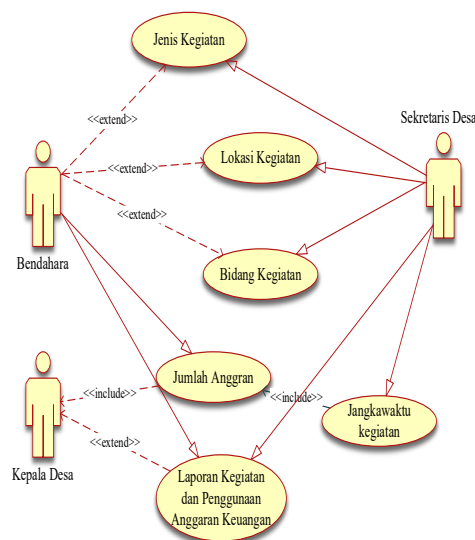 Jenis Kegiatan
Sekretaris Desa
<<extend>>
Lokasi Kegiatan
<<extend>>
Bendahara
<<extend>>
Bidang Kegiatan
Jumlah Anggran
<<include>>
<<include>>
Jangkawaktu
kegiatan
<<extend>>
Kepala Desa
Laporan Kegiatan
dan Penggunaan
Anggaran Keuangan